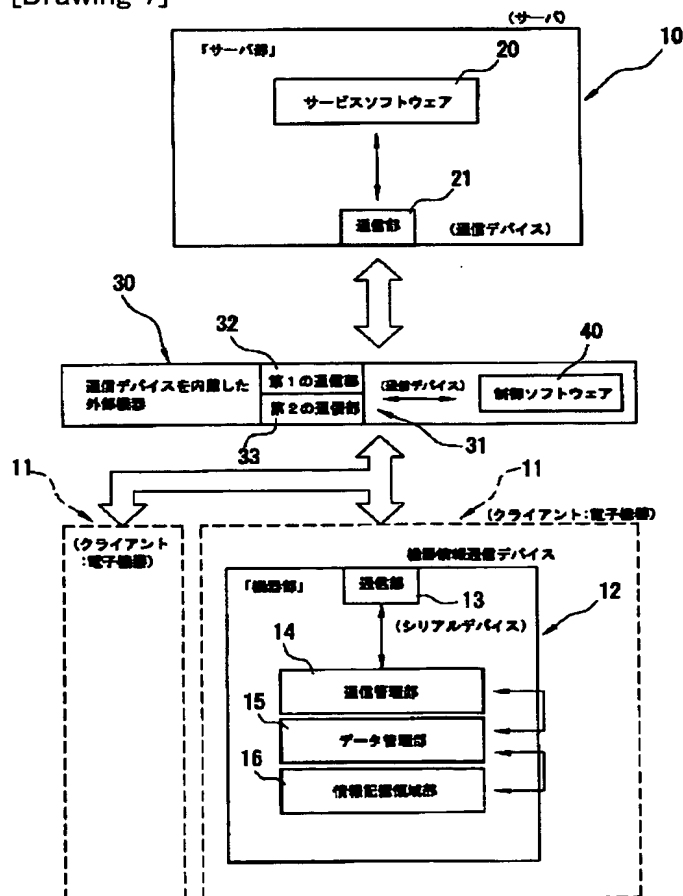 [Drawing 7]
(サーバ)
10
「サーバ部」
20
サービスソフトウェア
21
通信部
(通信デバイス)
30
32
40
通信デバイスを内蔵した
外部機器
第1の通信部
(通信デバイス)
制御ソフトウェア
第2の通信部
33
31
11
11
(クライアント
:電子機器)
(クライアント:電子機器)
機器情報通信デバイス
「機器部」
通信部
13
12
(シリアルデバイス)
14
通信管理部
15
データ管理部
16
情報記憶領域部